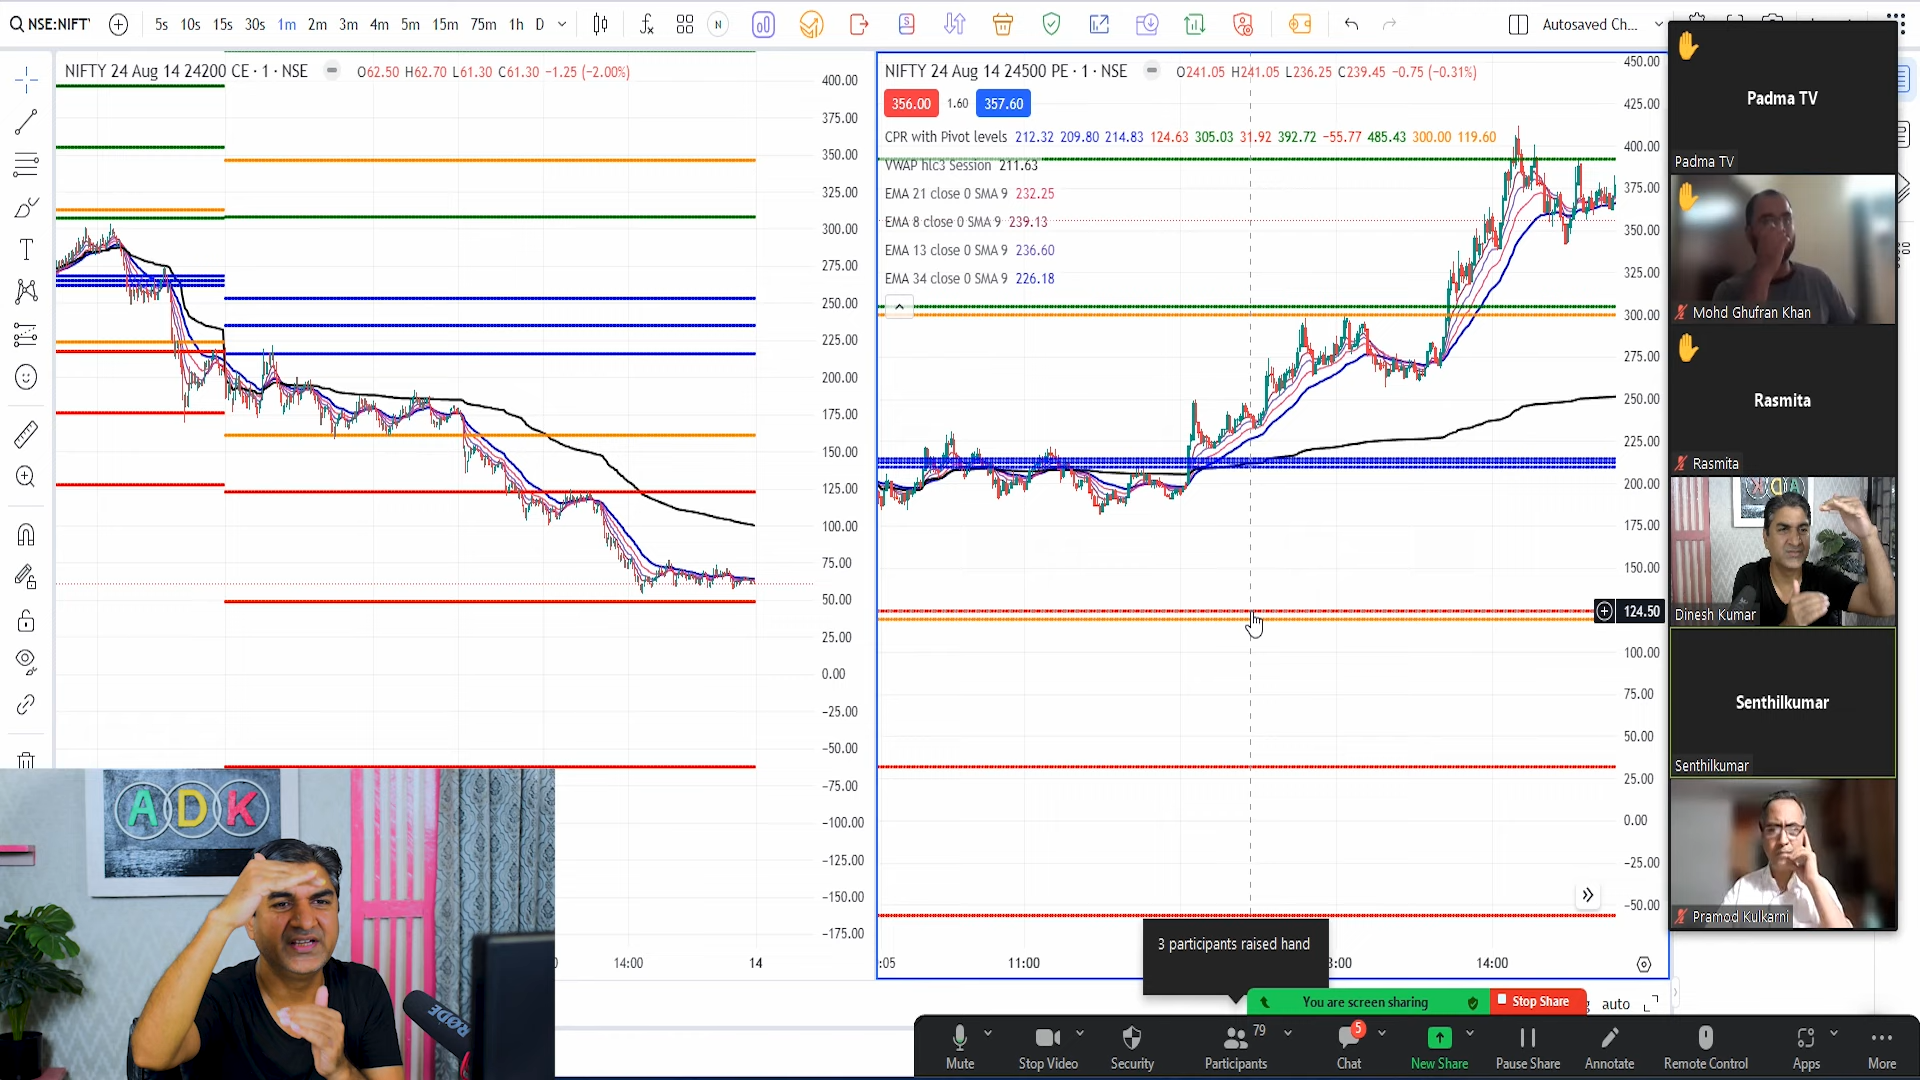 NSE:NIFT
5s 10s 15s 30s 1m 2m 3m 4m 5m 15m 75m 1h D
N
S
Autosaved Ch...
NIFTY 24 Aug 14 24200 CE · 1 · NSE
O62.50 H62.70 L61.30 C61.30 −1.25 (−2.00%)
400.00
375.00
350.00
325.00
300.00
275.00
250.00
225.00
200.00
175.00
150.00
125.00
100.00
75.00
50.00
25.00
0.00
−25.00
−50.00
−75.00
−100.00
−125.00
−150.00
−175.00
14:00
14
NIFTY 24 Aug 14 24500 PE · 1 · NSE
O241.05 H241.05 L236.25 C239.45 −0.75 (−0.31%)
356.00 1.60 357.60
CPR with Pivot levels 212.32 209.80 214.83 124.63 305.03 31.92 392.72 −55.77 485.43 300.00 119.60
VWAP hlc3 Session 211.63
EMA 21 close 0 SMA 9 232.25
EMA 8 close 0 SMA 9 239.13
EMA 13 close 0 SMA 9 236.60
EMA 34 close 0 SMA 9 226.18
450.00
425.00
400.00
375.00
350.00
325.00
300.00
275.00
250.00
225.00
200.00
175.00
150.00
124.50
100.00
75.00
50.00
25.00
0.00
−25.00
−50.00
:05
11:00
3:00
14:00
auto
Padma TV
Padma TV
Mohd Ghufran Khan
Rasmita
Rasmita
ADK
Dinesh Kumar
Senthilkumar
Senthilkumar
Pramod Kulkarni
ADK
RØDE
3 participants raised hand
You are screen sharing
Stop Share
79
5
Mute
Stop Video
Security
Participants
Chat
New Share
Pause Share
Annotate
Remote Control
Apps
More